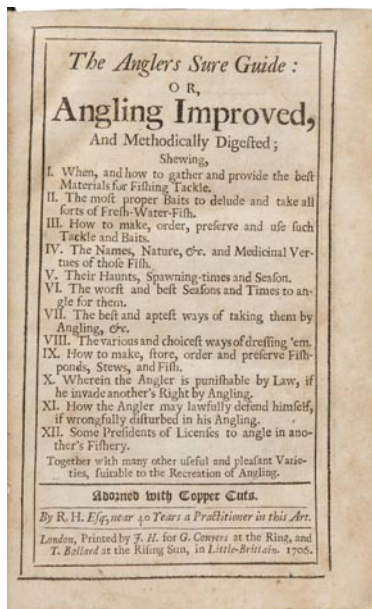 The Anglers Sure Guide:
OR,
Angling Improved,
And Methodically Digeſted;
Shewing,
I. When, and how to gather and provide the beſt
Materials for Fiſhing Tackle.
II. The moſt proper Baits to delude and take all
ſorts of Freſh-Water-Fiſh.
III. How to make, order, preſerve and uſe ſuch
Tackle and Baits.
IV. The Names, Nature, &c. and Medicinal Ver-
tues of thoſe Fiſh.
V. Their Haunts, Spawning-times and Seaſon.
VI. The worſt and beſt Seaſons and Times to an-
gle for them.
VII. The beſt and apteſt ways of taking them by
Angling, &c.
VIII. The various and choiceſt ways of dreſſing 'em.
IX. How to make, ſtore, order and preſerve Fiſh-
ponds, Stews, and Fiſh.
X. Wherein the Angler is puniſhable by Law, if
he invade another's Right by Angling.
XI. How the Angler may lawfully defend himſelf,
if wrongfully diſturbed in his Angling.
XII. Some Preſidents of Licenſes to angle in ano-
ther's Fiſhery.
Together with many other uſeful and pleaſant Varie-
ties, ſuitable to the Recreation of Angling.
Adorned with Copper Cuts.
By R. H. Eſq; near 40 Years a Practitioner in this Art.
London, Printed by J. H. for G. Conyers at the Ring, and
T. Ballard at the Riſing Sun, in Little-Brittain. 1706.